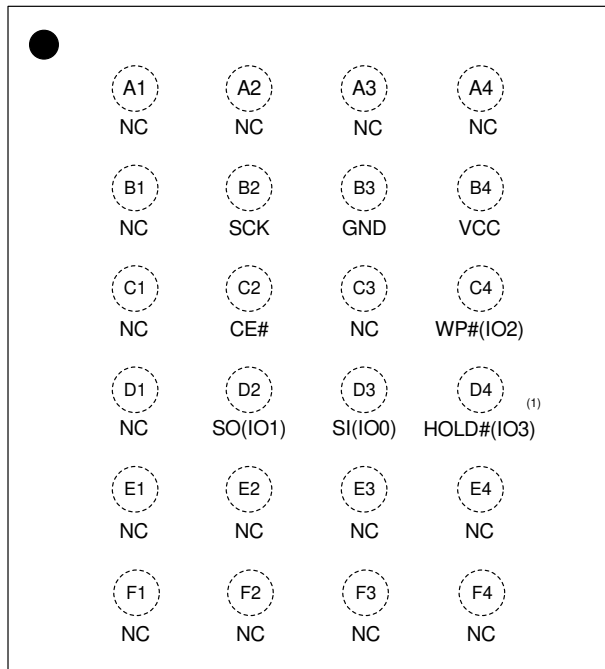 A1 A2 A3 A4
NC NC NC NC
B1 B2 B3 B4
NC SCK GND VCC
C1 C2 C3 C4
NC CE# NC WP#(IO2)
D1 D2 D3 D4 (1)
NC SO(IO1) SI(IO0) HOLD#(IO3)
E1 E2 E3 E4
NC NC NC NC
F1 F2 F3 F4
NC NC NC NC